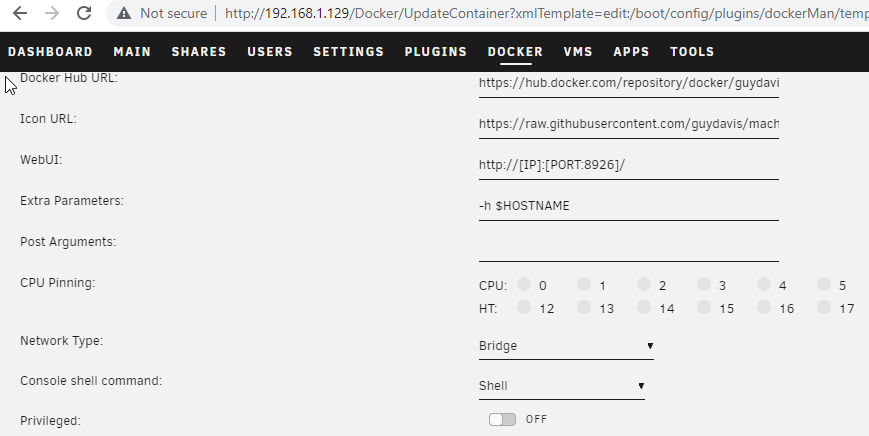 Not secure | http://192.168.1.129/Docker/UpdateContainer?xmlTemplate=edit:/boot/config/plugins/dockerMan/temp
DASHBOARD MAIN SHARES USERS SETTINGS PLUGINS DOCKER VMS APPS TOOLS
Docker Hub URL: https://hub.docker.com/repository/docker/guydavi
Icon URL: https://raw.githubusercontent.com/guydavis/mach
WebUI: http://[IP]:[PORT:8926]/
Extra Parameters: -h $HOSTNAME
Post Arguments:
CPU Pinning: CPU: 0 1 2 3 4 5
HT: 12 13 14 15 16 17
Network Type: Bridge
Console shell command: Shell
Privileged: OFF